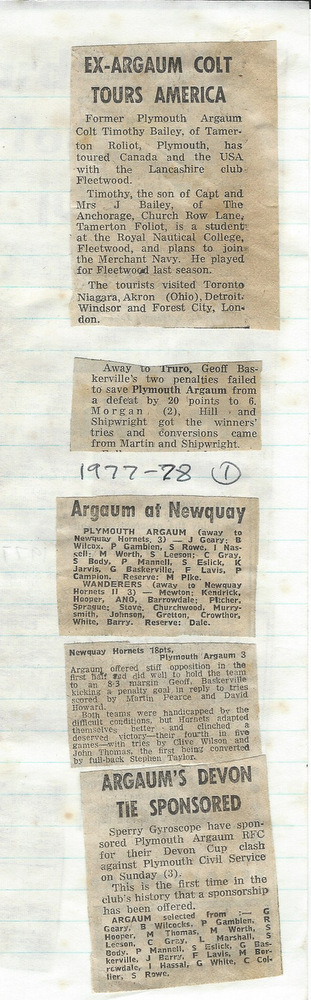 EX-ARGAUM COLT
TOURS AMERICA
Former Plymouth Argaum
Colt Timothy Bailey, of Tamer-
ton Roliot, Plymouth, has
toured Canada and the USA
with the Lancashire club
Fleetwood.
Timothy, the son of Capt and
Mrs J Bailey, of The
Anchorage, Church Row Lane,
Tamerton Foliot, is a student
at the Royal Nautical College,
Fleetwood, and plans to join
the Merchant Navy. He played
for Fleetwood last season.
The tourists visited Toronto
Niagara, Akron (Ohio), Detroit.
Windsor and Forest City, Lon-
don.
Away to Truro, Geoff Bas-
kerville's two penalties failed
to save Plymouth Argaum from
a defeat by 20 points to 6.
Morgan (2), Hill and
Shipwright got the winners'
tries and conversions came
from Martin and Shipwright.
1977-78 1
Argaum at Newquay
PLYMOUTH ARGAUM (away to
Newquay Hornets, 3) — J Geary; B
Wilcox, P Gamblen, S Rowe, I Nas-
sell; M Worth, S Leeson; C Gray,
S Body, P Mannell, S Eslick, K
Jarvis, G Baskerville, F Lavis, P
Campion. Reserve: M Pike.
WANDERERS (away to Newquay
Hornets II 3) — Mewton; Kendrick,
Hooper, ANO, Barrowdale; Pitcher,
Sprague; Stove, Churchwood, Murry-
smith, Johnson, Gretton, Crowther,
White, Barry. Reserve: Dale.
Newquay Hornets 18pts,
Plymouth Argaum 3
Argaum offered stiff opposition in the
first half and did well to hold the team
to an 8-3 margin Geoff. Baskerville
kicking a penalty goal in reply to tries
scored by Martin Pearce and David
Howard.
Both teams were handicapped by the
difficult conditions, but Hornets adapted
themselves better and clinched a
deserved victory—their fourth in five
games—with tries by Clive Wilson and
John Thomas, the first being converted
by full-back Stephen Taylor.
ARGAUM'S DEVON
TIE SPONSORED
Sperry Gyroscope have spon-
sored Plymouth Argaum RFC
for their Devon Cup clash
against Plymouth Civil Service
on Sunday (3).
This is the first time in the
club's history that a sponsorship
has been offered.
ARGAUM selected from :— G
Geary, B Wilcocks, P Gamblen, R
Hooper, M Thomas, M Worth, S
Leeson, C Gray, L Marshall, S
Body, P Mannell, S Eslick, G Bas-
kerville, J Barry, F Lavis, M Bor-
rowdale, I Hassal, G White, C Col-
lier, S Rowe.